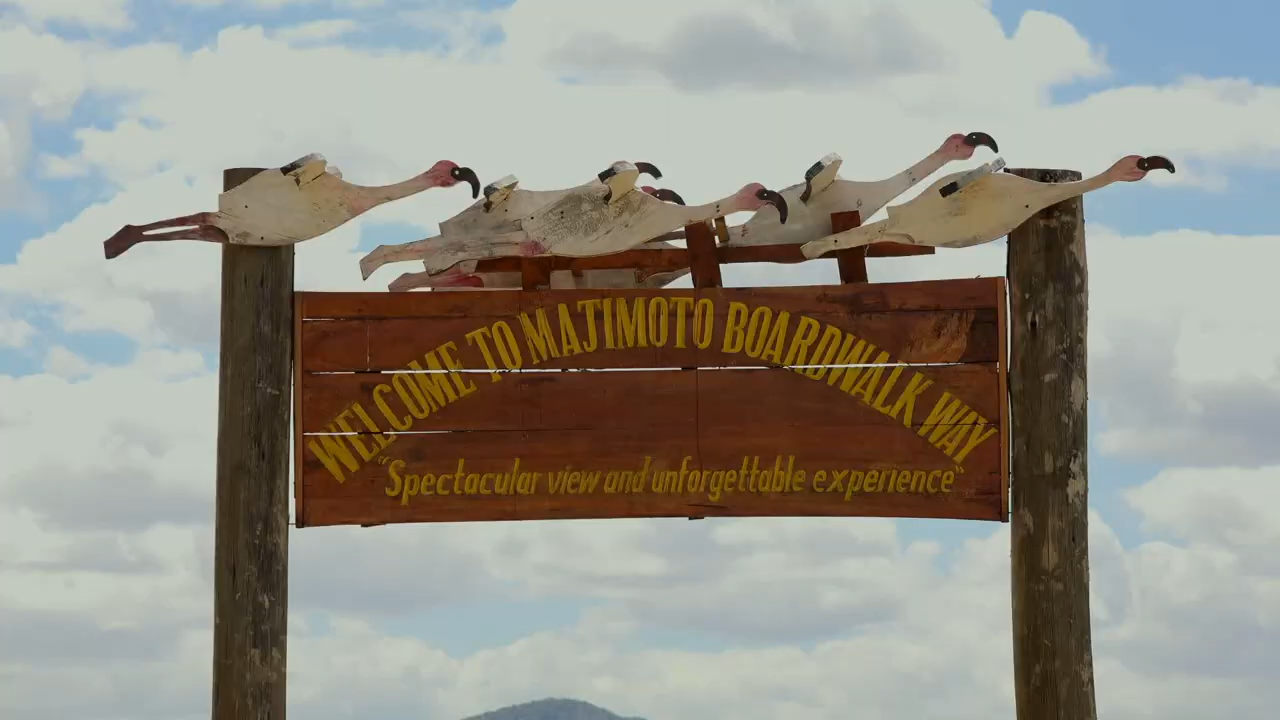 WELCOME TO MAJIMOTO BOARDWALK WAY
"Spectacular view and unforgettable experience"